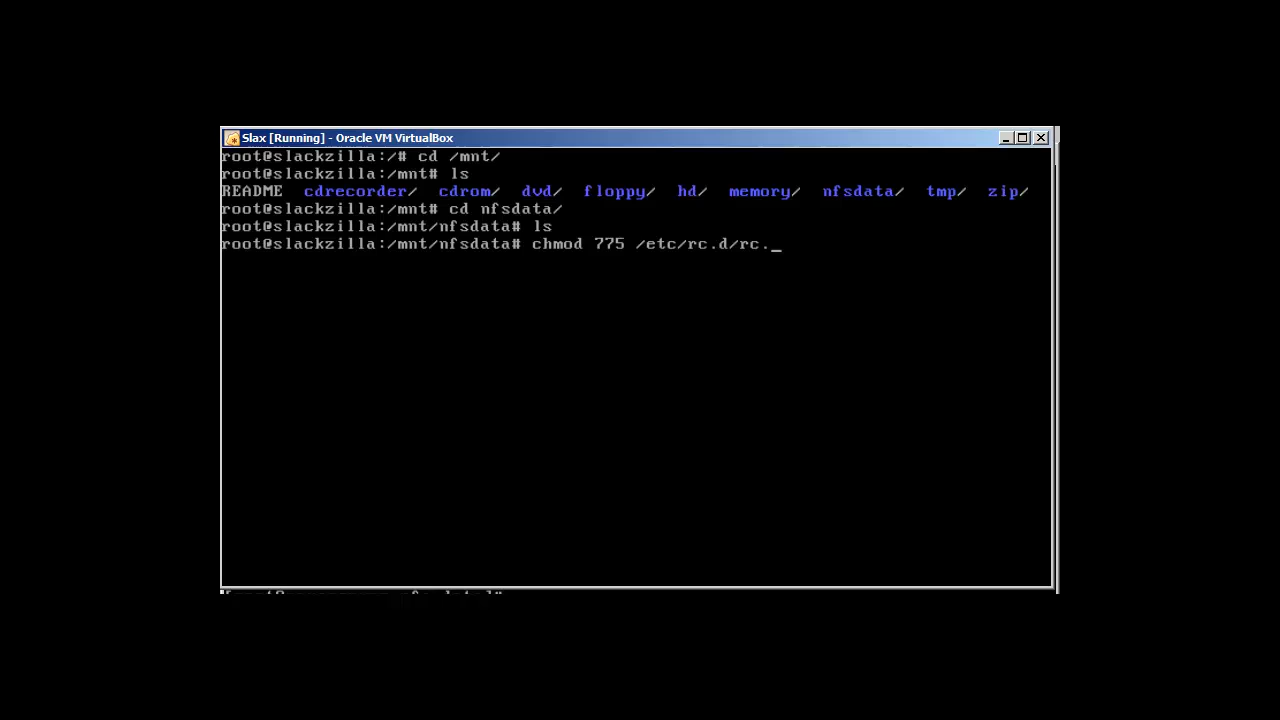 Slax [Running] - Oracle VM VirtualBox
root@slackzilla:/# cd /mnt/
root@slackzilla:/mnt# ls
README cdrecorder/ cdrom/ dvd/ floppy/ hd/ memory/ nfsdata/ tmp/ zip/
root@slackzilla:/mnt# cd nfsdata/
root@slackzilla:/mnt/nfsdata# ls
root@slackzilla:/mnt/nfsdata# chmod 775 /etc/rc.d/rc._